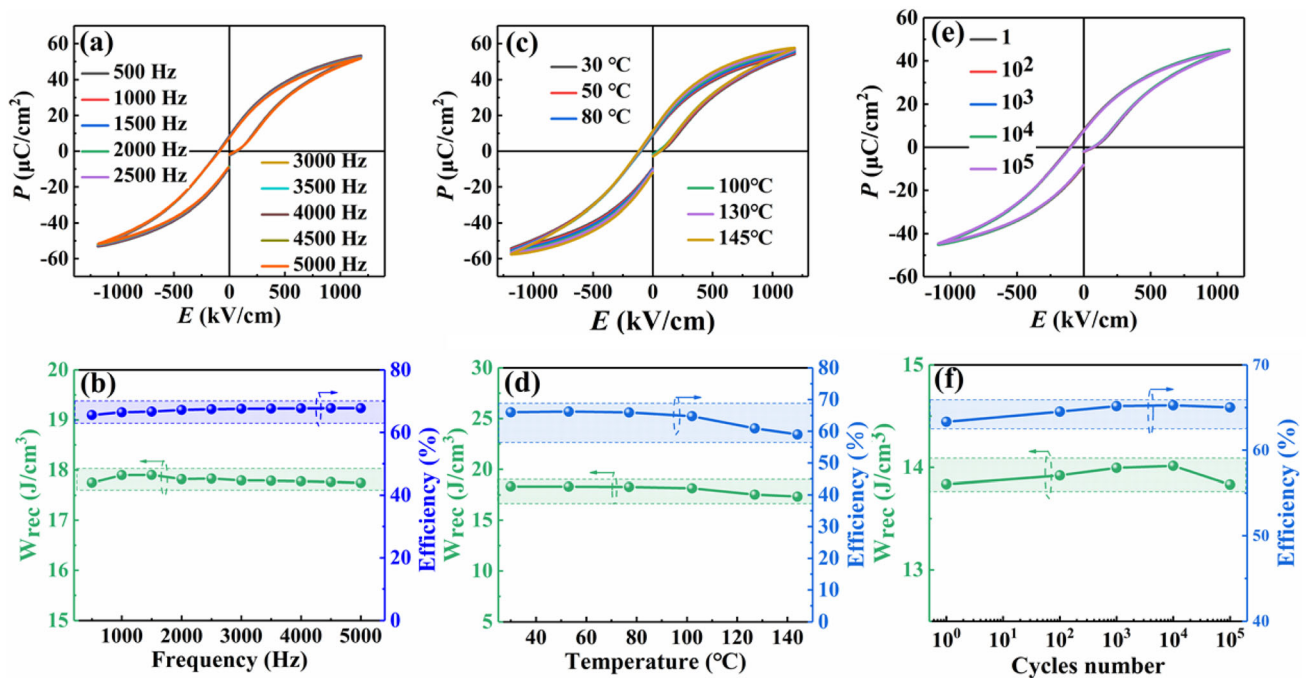 (a)
500 Hz
1000 Hz
1500 Hz
2000 Hz
2500 Hz
3000 Hz
3500 Hz
4000 Hz
4500 Hz
5000 Hz
60
40
20
0
-20
-40
-60
P (μC/cm2)
-1000 -500 0 500 1000
E (kV/cm)
(c)
30 °C
50 °C
80 °C
100°C
130°C
145°C
60
40
20
0
-20
-40
-60
P (μC/cm2)
-1000 -500 0 500 1000
E (kV/cm)
(e)
1
10²
10³
10⁴
10⁵
60
40
20
0
-20
-40
60
P (μC/cm2)
-1000 -500 0 500 1000
E (kV/cm)
(b)
20
19
18
17
16
15
Wrec (J/cm3)
80
60
40
20
0
Efficiency (%)
1000 2000 3000 4000 5000
Frequency (Hz)
(d)
30
25
20
15
10
5
Wrec (J/cm3)
80
70
60
50
40
30
20
10
0
Efficiency (%)
40 60 80 100 120 140
Temperature (°C)
(f)
15
14
13
Wrec (J/cm3)
70
60
50
40
Efficiency (%)
10⁰ 10¹ 10² 10³ 10⁴ 10⁵
Cycles number